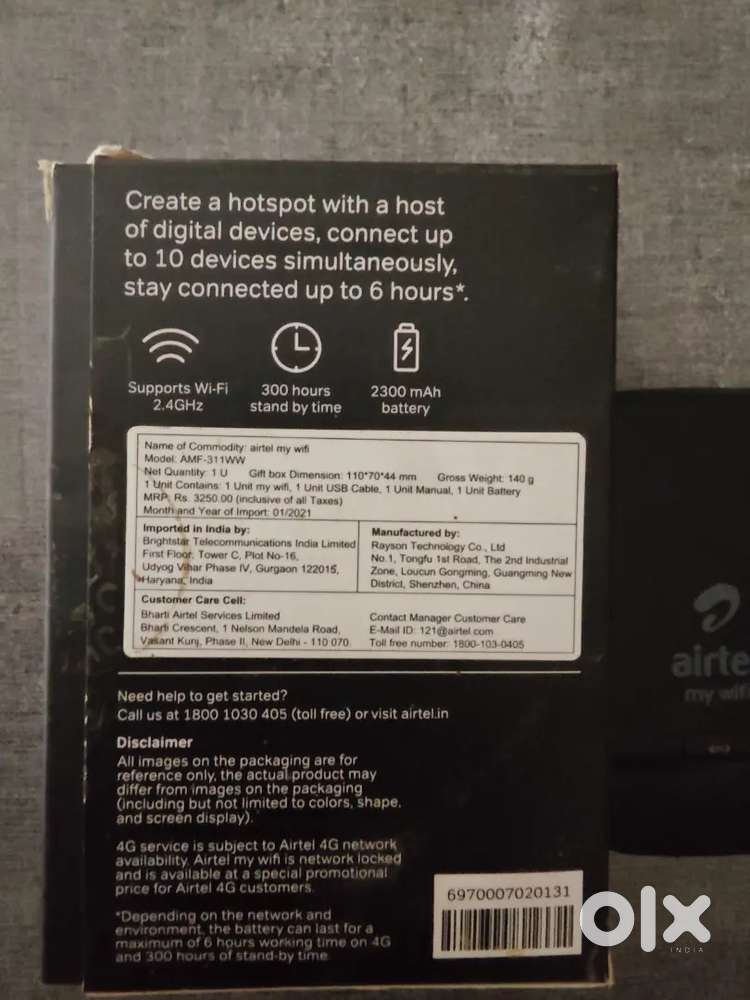 Create a hotspot with a host
of digital devices, connect up
to 10 devices simultaneously,
stay connected up to 6 hours*.
Supports Wi-Fi
2.4GHz
300 hours
stand by time
2300 mAh
battery
Name of Commodity: airtel my wifi
Model: AMF-311WW
Net Quantity: 1 U Gift box Dimension: 110*70*44 mm Gross Weight: 140 g
1 Unit Contains: 1 Unit my wifi, 1 Unit USB Cable, 1 Unit Manual, 1 Unit Battery
MRP: Rs. 3250.00 (inclusive of all Taxes)
Month and Year of Import: 01/2021
Imported in India by:
Brightstar Telecommunications India Limited
First Floor, Tower C, Plot No-16,
Udyog Vihar Phase IV, Gurgaon 122015,
Haryana, India
Manufactured by:
Rayson Technology Co., Ltd
No.1, Tongfu 1st Road, The 2nd Industrial
Zone, Loucun Gongming, Guangming New
District, Shenzhen, China
Customer Care Cell:
Bharti Airtel Services Limited
Bharti Crescent, 1 Nelson Mandela Road,
Vasant Kunj, Phase II, New Delhi - 110 070
Contact Manager Customer Care
E-Mail ID: 121@airtel.com
Toll free number: 1800-103-0405
Need help to get started?
Call us at 1800 1030 405 (toll free) or visit airtel.in
Disclaimer
All images on the packaging are for
reference only, the actual product may
differ from images on the packaging
(including but not limited to colors, shape,
and screen display).
4G service is subject to Airtel 4G network
availability. Airtel my wifi is network locked
and is available at a special promotional
price for Airtel 4G customers.
*Depending on the network and
environment, the battery can last for a
maximum of 6 hours working time on 4G
and 300 hours of stand-by time
6970007020131
airte
my wif
olx
INDIA